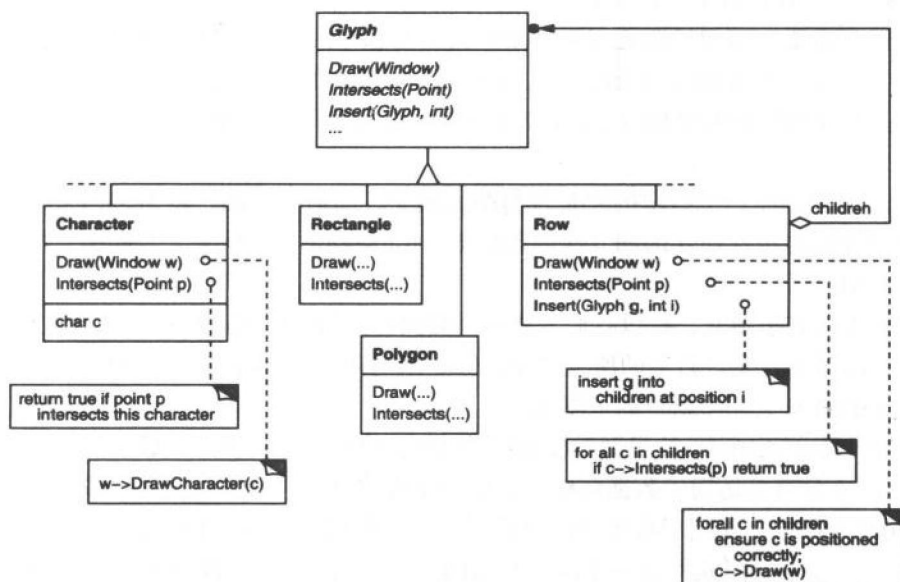 Glyph
Draw(Window)
Intersects(Point)
Insert(Glyph, int)
...
children
Character
Draw(Window w)
Intersects(Point p)
char c
Rectangle
Draw(...)
Intersects(...)
Row
Draw(Window w)
Intersects(Point p)
Insert(Glyph g, int i)
Polygon
Draw(...)
Intersects(...)
return true if point p
intersects this character
w->DrawCharacter(c)
insert g into
children at position i
for all c in children
if c->Intersects(p) return true
forall c in children
ensure c is positioned
correctly;
c->Draw(w)